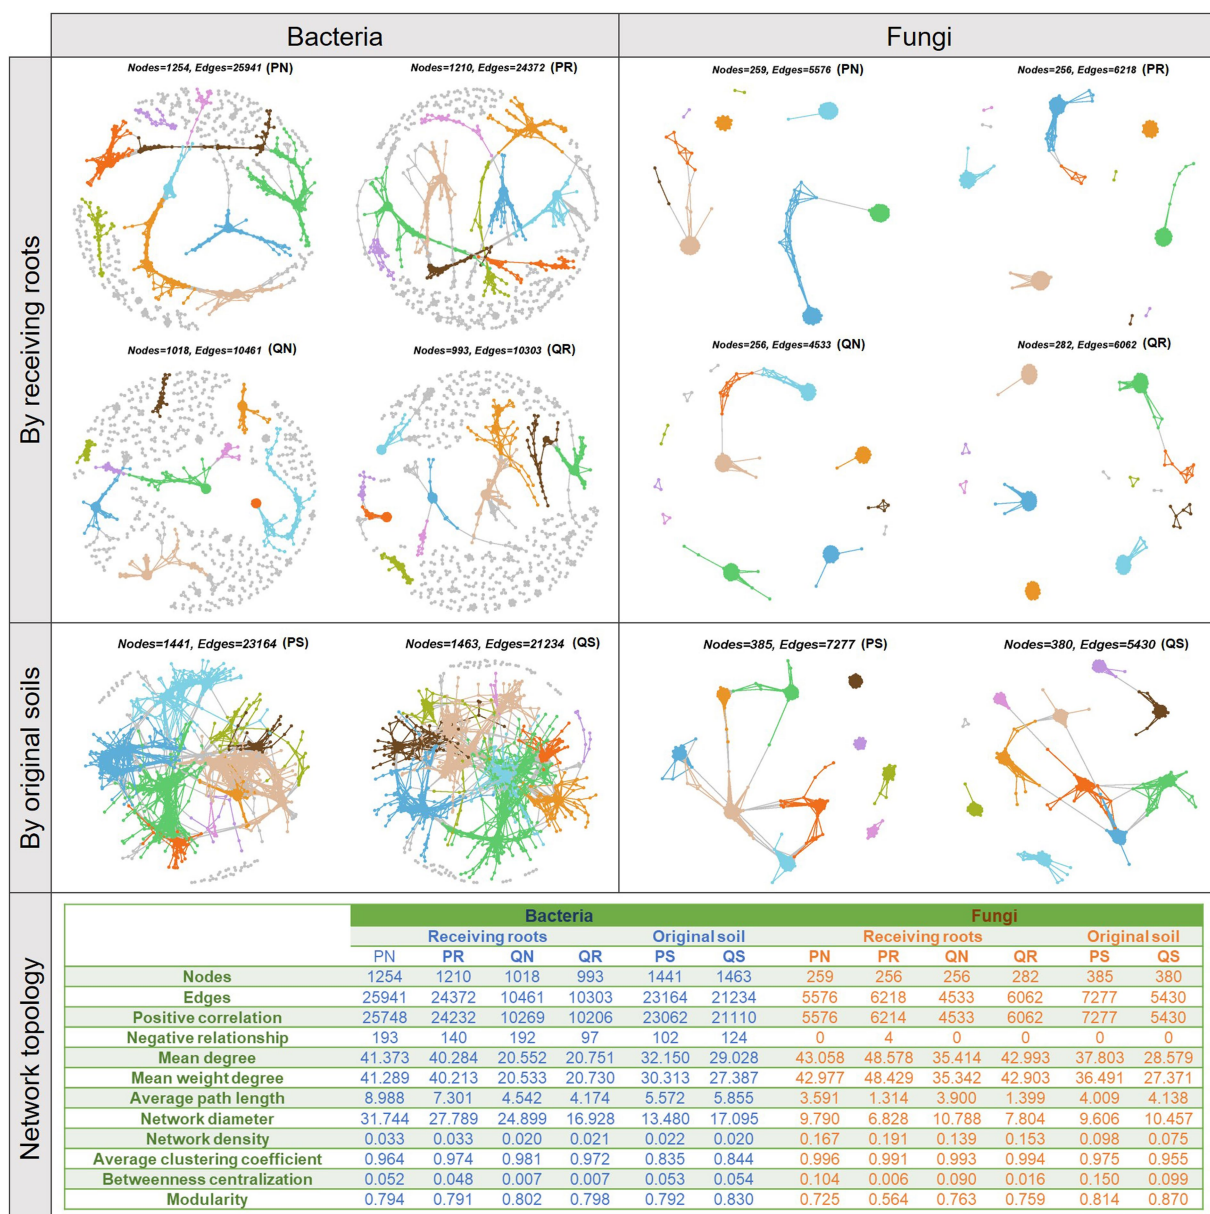 Bacteria Fungi
By receiving roots
Nodes=1254, Edges=25941 (PN) Nodes=1210, Edges=24372 (PR) Nodes=259, Edges=5576 (PN) Nodes=256, Edges=6218 (PR)
Nodes=1018, Edges=10461 (QN) Nodes=993, Edges=10303 (QR) Nodes=256, Edges=4533 (QN) Nodes=282, Edges=6062 (QR)
By original soils
Nodes=1441, Edges=23164 (PS) Nodes=1463, Edges=21234 (QS) Nodes=385, Edges=7277 (PS) Nodes=380, Edges=5430 (QS)
Network topology
Bacteria Fungi
Receiving roots Original soil Receiving roots Original soil
PN PR QN QR PS QS PN PR QN QR PS QS
Nodes 1254 1210 1018 993 1441 1463 259 256 256 282 385 380
Edges 25941 24372 10461 10303 23164 21234 5576 6218 4533 6062 7277 5430
Positive correlation 25748 24232 10269 10206 23062 21110 5576 6214 4533 6062 7277 5430
Negative relationship 193 140 192 97 102 124 0 4 0 0 0 0
Mean degree 41.373 40.284 20.552 20.751 32.150 29.028 43.058 48.578 35.414 42.993 37.803 28.579
Mean weight degree 41.289 40.213 20.533 20.730 30.313 27.387 42.977 48.429 35.342 42.903 36.491 27.371
Average path length 8.988 7.301 4.542 4.174 5.572 5.855 3.591 1.314 3.900 1.399 4.009 4.138
Network diameter 31.744 27.789 24.899 16.928 13.480 17.095 9.790 6.828 10.788 7.804 9.606 10.457
Network density 0.033 0.033 0.020 0.021 0.022 0.020 0.167 0.191 0.139 0.153 0.098 0.075
Average clustering coefficient 0.964 0.974 0.981 0.972 0.835 0.844 0.996 0.991 0.993 0.994 0.975 0.955
Betweenness centralization 0.052 0.048 0.007 0.007 0.053 0.054 0.104 0.006 0.090 0.016 0.150 0.099
Modularity 0.794 0.791 0.802 0.798 0.792 0.830 0.725 0.564 0.763 0.759 0.814 0.870